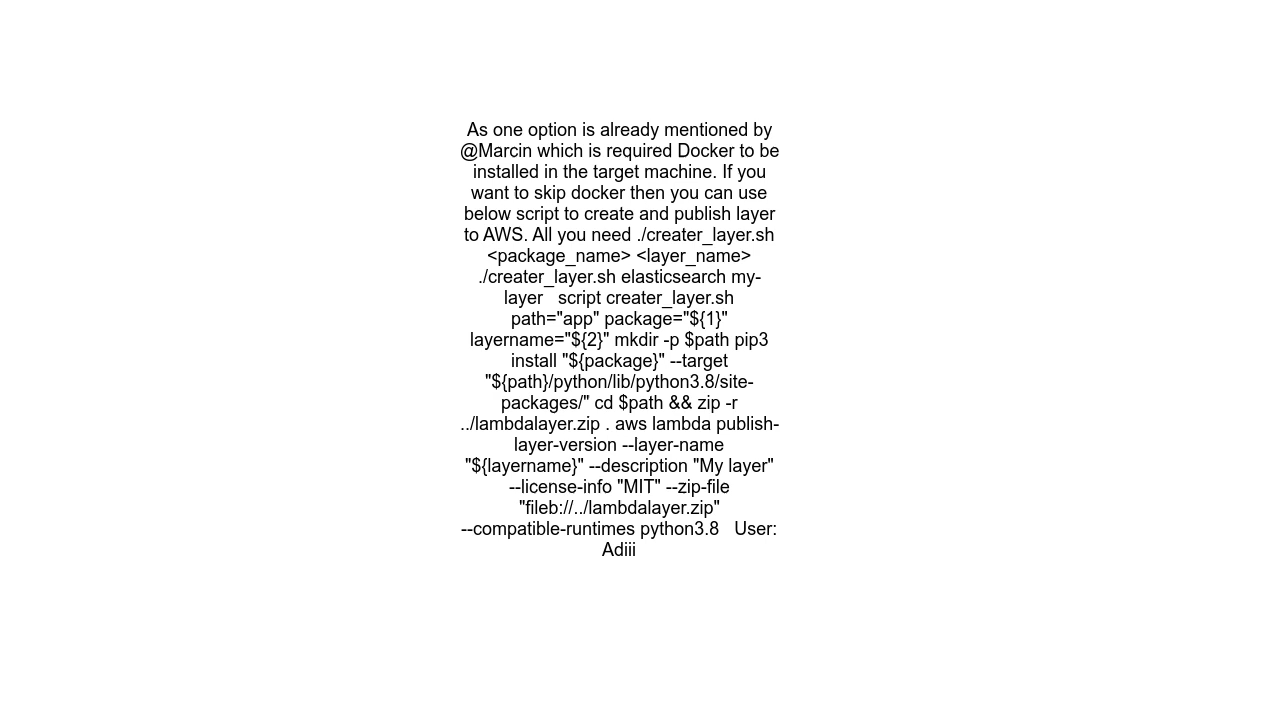 As one option is already mentioned by
@Marcin which is required Docker to be
installed in the target machine. If you
want to skip docker then you can use
below script to create and publish layer
to AWS. All you need ./creater_layer.sh
<package_name> <layer_name>
./creater_layer.sh elasticsearch my-
layer   script creater_layer.sh
path="app" package="${1}"
layername="${2}" mkdir -p $path pip3
install "${package}" --target
"${path}/python/lib/python3.8/site-
packages/" cd $path && zip -r
../lambdalayer.zip . aws lambda publish-
layer-version --layer-name
"${layername}" --description "My layer"
--license-info "MIT" --zip-file
"fileb://../lambdalayer.zip"
--compatible-runtimes python3.8   User:
Adiii